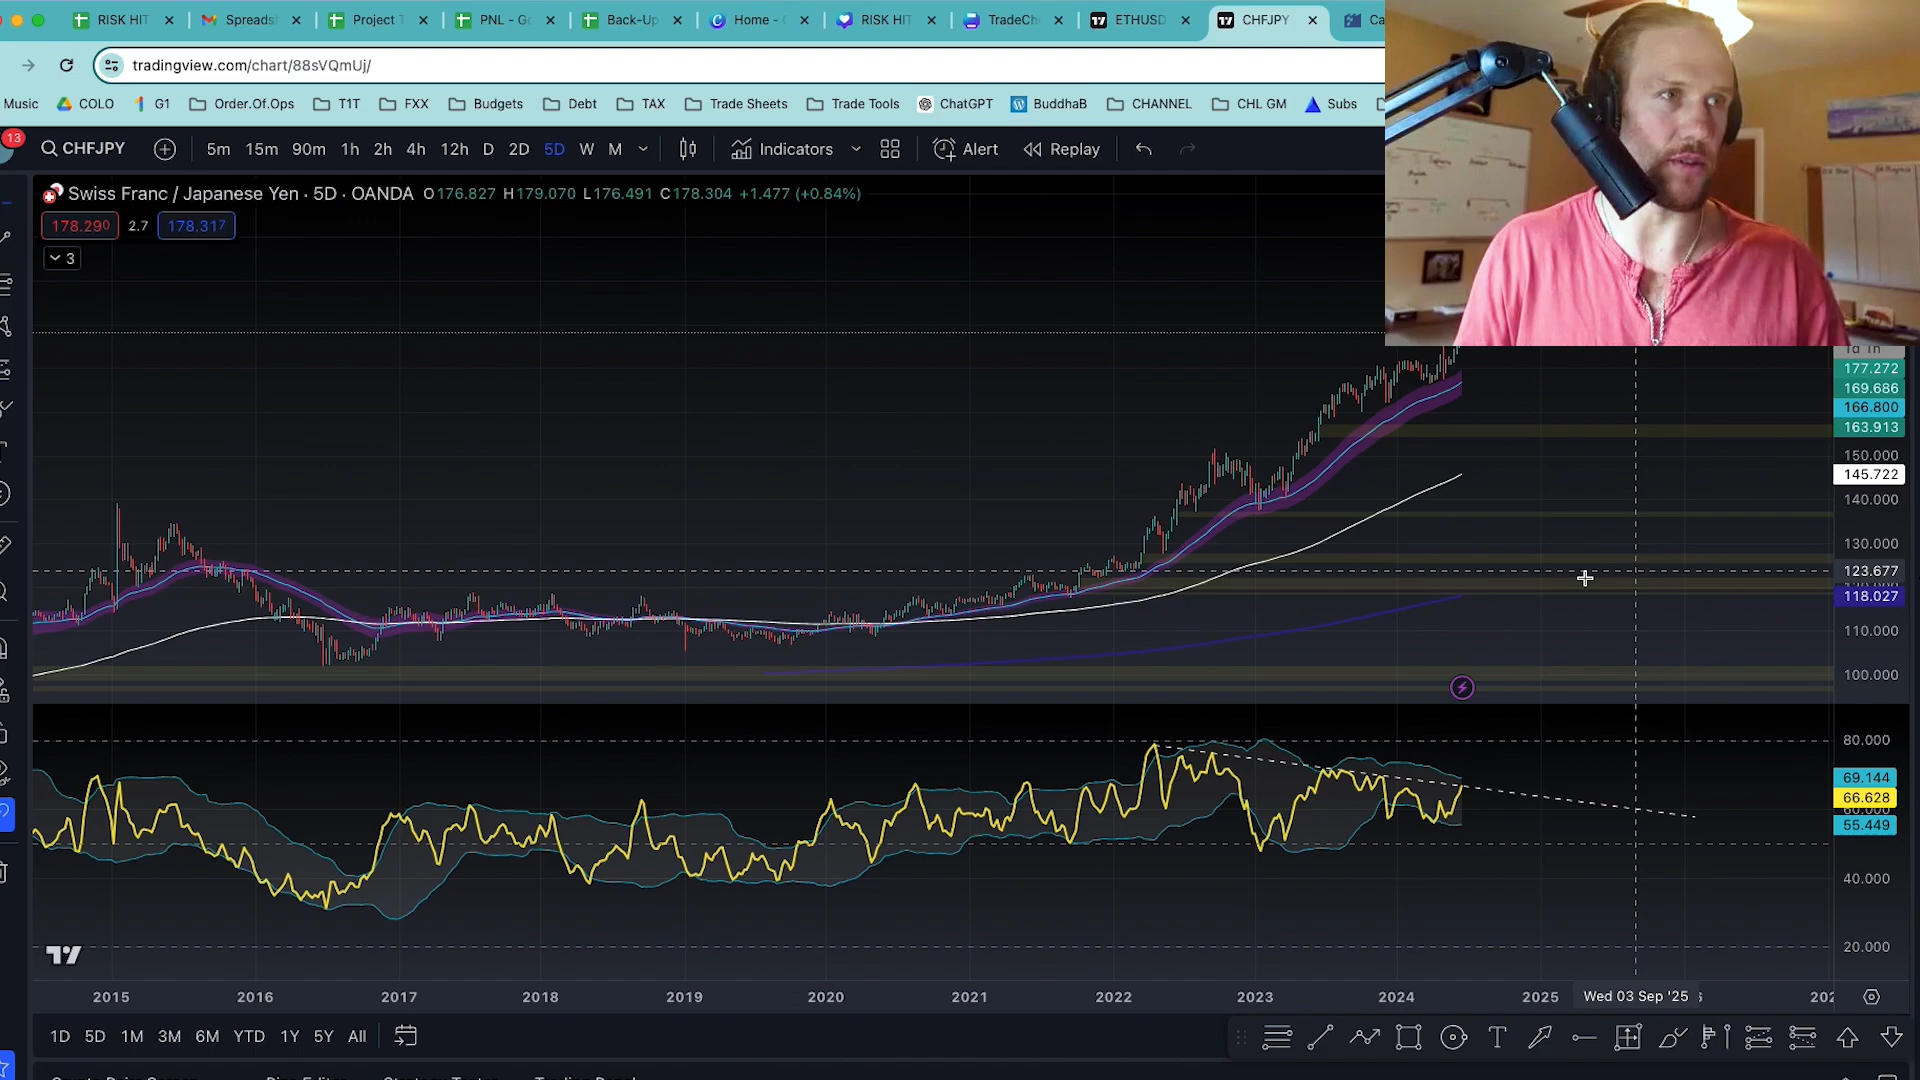 RISK HIT
Spreads
Project T
PNL - Go
Back-Up
Home -
RISK HIT
TradeCh
ETHUSD
CHFJPY
Ca
tradingview.com/chart/88sVQmUj/
Music
COLO
G1
Order.Of.Ops
T1T
FXX
Budgets
Debt
TAX
Trade Sheets
Trade Tools
ChatGPT
BuddhaB
CHANNEL
CHL GM
Subs
13
CHFJPY
5m 15m 90m 1h 2h 4h 12h D 2D 5D W M
Indicators
Alert
Replay
Swiss Franc / Japanese Yen · 5D · OANDA O176.827 H179.070 L176.491 C178.304 +1.477 (+0.84%)
178.290 2.7 178.317
3
177.272
169.686
166.800
163.913
150.000
145.722
140.000
130.000
123.677
118.027
110.000
100.000
80.000
69.144
66.628
55.449
40.000
20.000
2015 2016 2017 2018 2019 2020 2021 2022 2023 2024 2025 Wed 03 Sep '25
1D 5D 1M 3M 6M YTD 1Y 5Y All